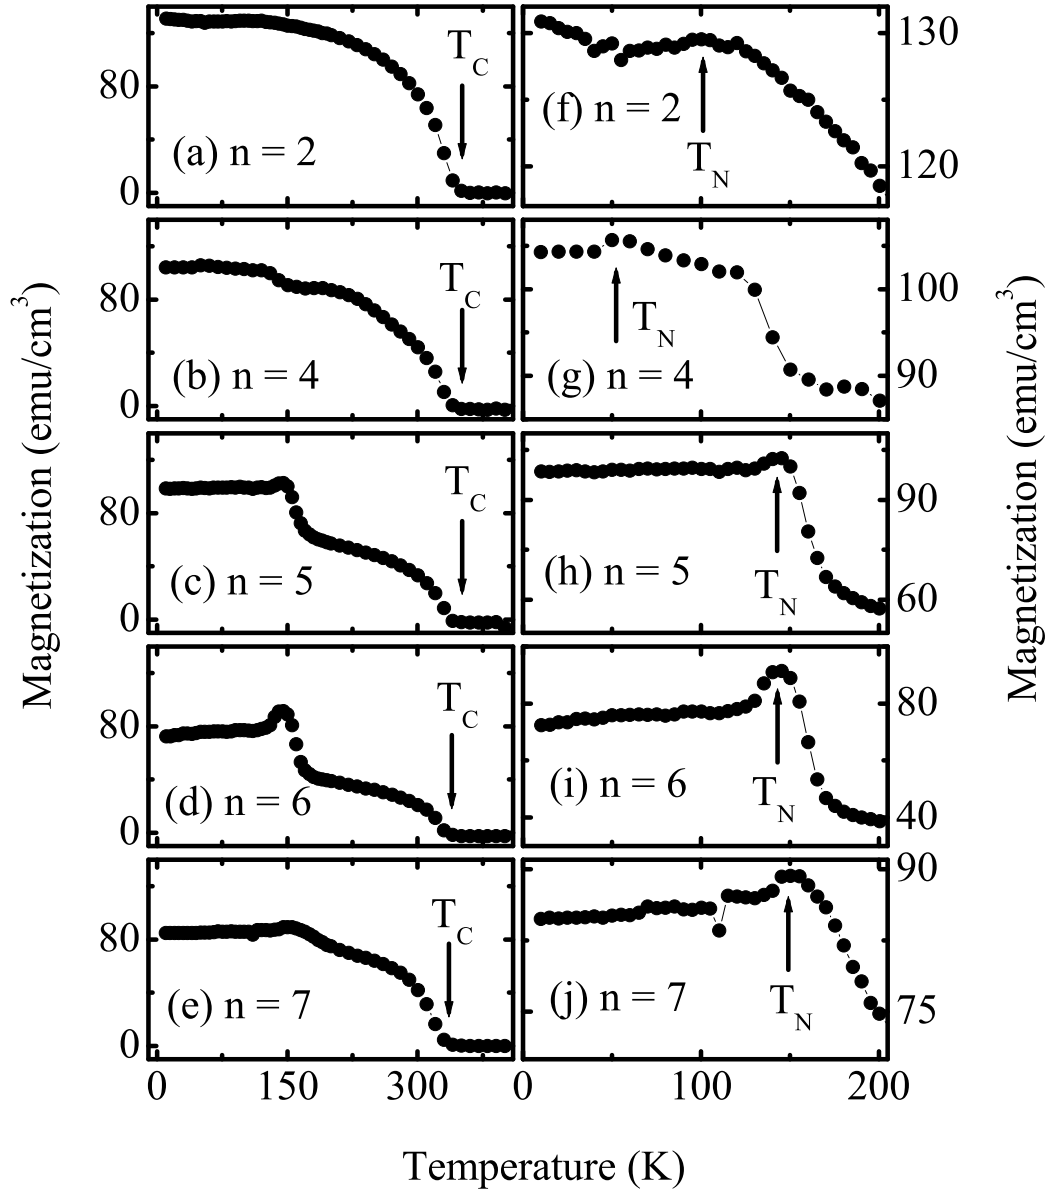 Magnetization (emu/cm³)
80
0
(a) n = 2
T_C
80
0
(b) n = 4
T_C
80
0
(c) n = 5
T_C
80
0
(d) n = 6
T_C
80
0
(e) n = 7
T_C
0 150 300
(f) n = 2
T_N
130
120
(g) n = 4
T_N
100
90
(h) n = 5
T_N
90
60
(i) n = 6
T_N
80
40
(j) n = 7
T_N
90
75
0 100 200
Magnetization (emu/cm³)
Temperature (K)